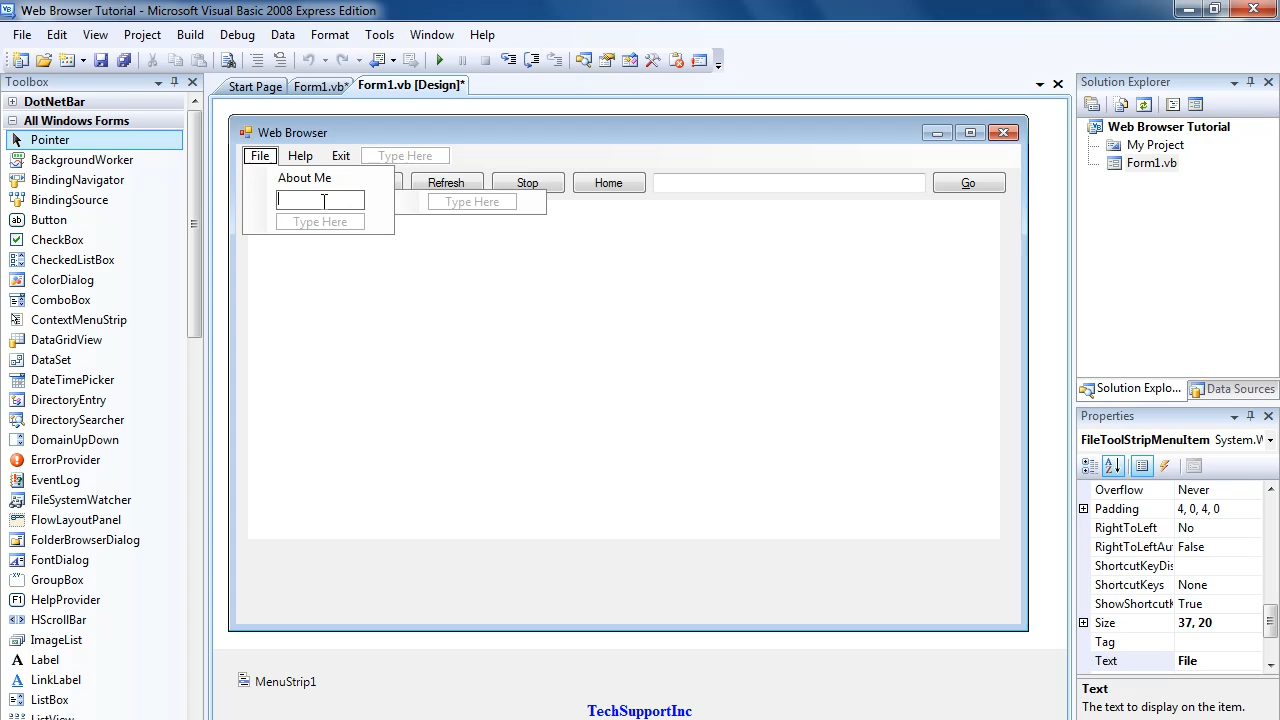 Web Browser Tutorial - Microsoft Visual Basic 2008 Express Edition
File Edit View Project Build Debug Data Format Tools Window Help
Toolbox
Start Page Form1.vb* Form1.vb [Design]*
Solution Explorer
DotNetBar
All Windows Forms
Pointer
BackgroundWorker
BindingNavigator
BindingSource
Button
CheckBox
CheckedListBox
ColorDialog
ComboBox
ContextMenuStrip
DataGridView
DataSet
DateTimePicker
DirectoryEntry
DirectorySearcher
DomainUpDown
ErrorProvider
EventLog
FileSystemWatcher
FlowLayoutPanel
FolderBrowserDialog
FontDialog
GroupBox
HelpProvider
HScrollBar
ImageList
Label
LinkLabel
ListBox
ListView
Web Browser
File Help Exit Type Here
About Me
Refresh Stop Home Go
Type Here
Type Here
MenuStrip1
TechSupportInc
Web Browser Tutorial
My Project
Form1.vb
Solution Explo... Data Sources
Properties
FileToolStripMenuItem System.W
Overflow Never
Padding 4, 0, 4, 0
RightToLeft No
RightToLeftAu False
ShortcutKeyDis
ShortcutKeys None
ShowShortcutK True
Size 37, 20
Tag
Text File
Text
The text to display on the item.